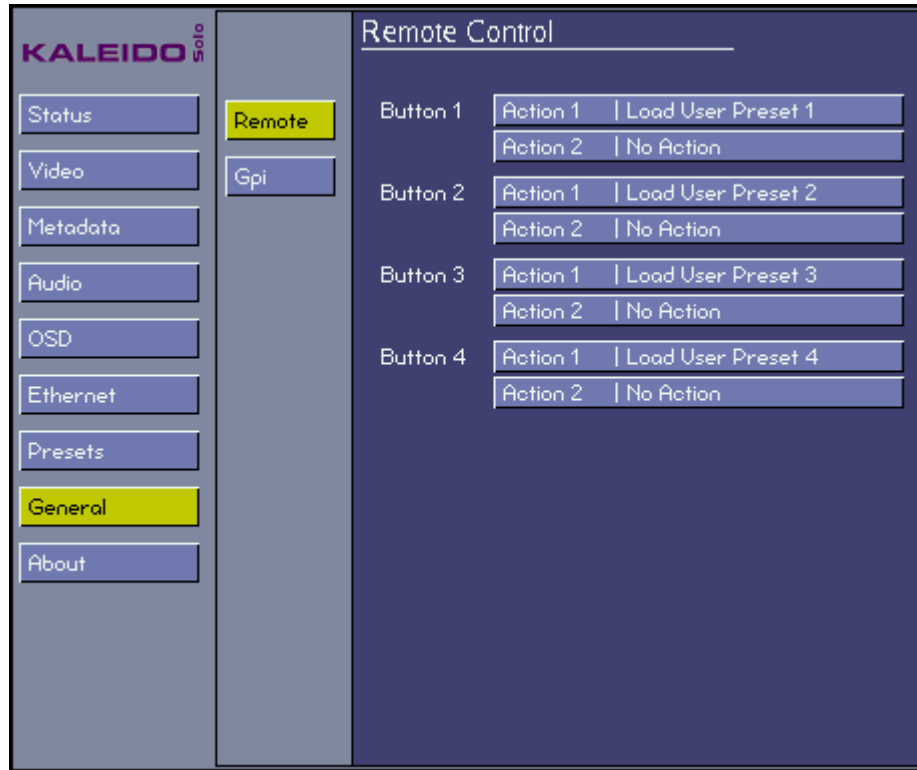 KALEIDO Solo
Status
Video
Metadata
Audio
OSD
Ethernet
Presets
General
About
Remote
Gpi
Remote Control
Button 1 Action 1 | Load User Preset 1
Action 2 | No Action
Button 2 Action 1 | Load User Preset 2
Action 2 | No Action
Button 3 Action 1 | Load User Preset 3
Action 2 | No Action
Button 4 Action 1 | Load User Preset 4
Action 2 | No Action